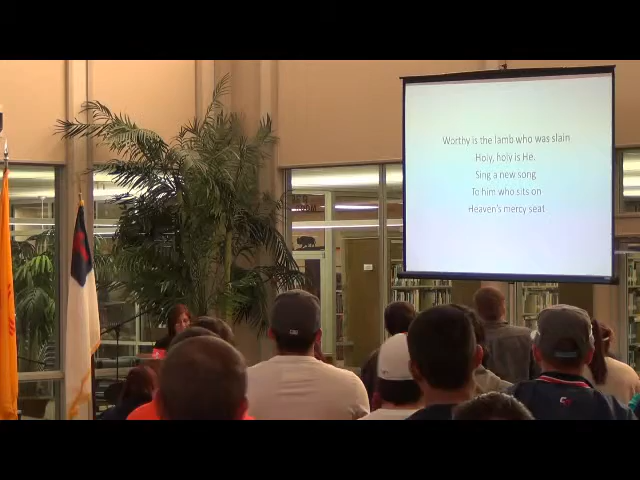 Worthy is the lamb who was slain
Holy, holy is He.
Sing a new song
To him who sits on
Heaven's mercy seat